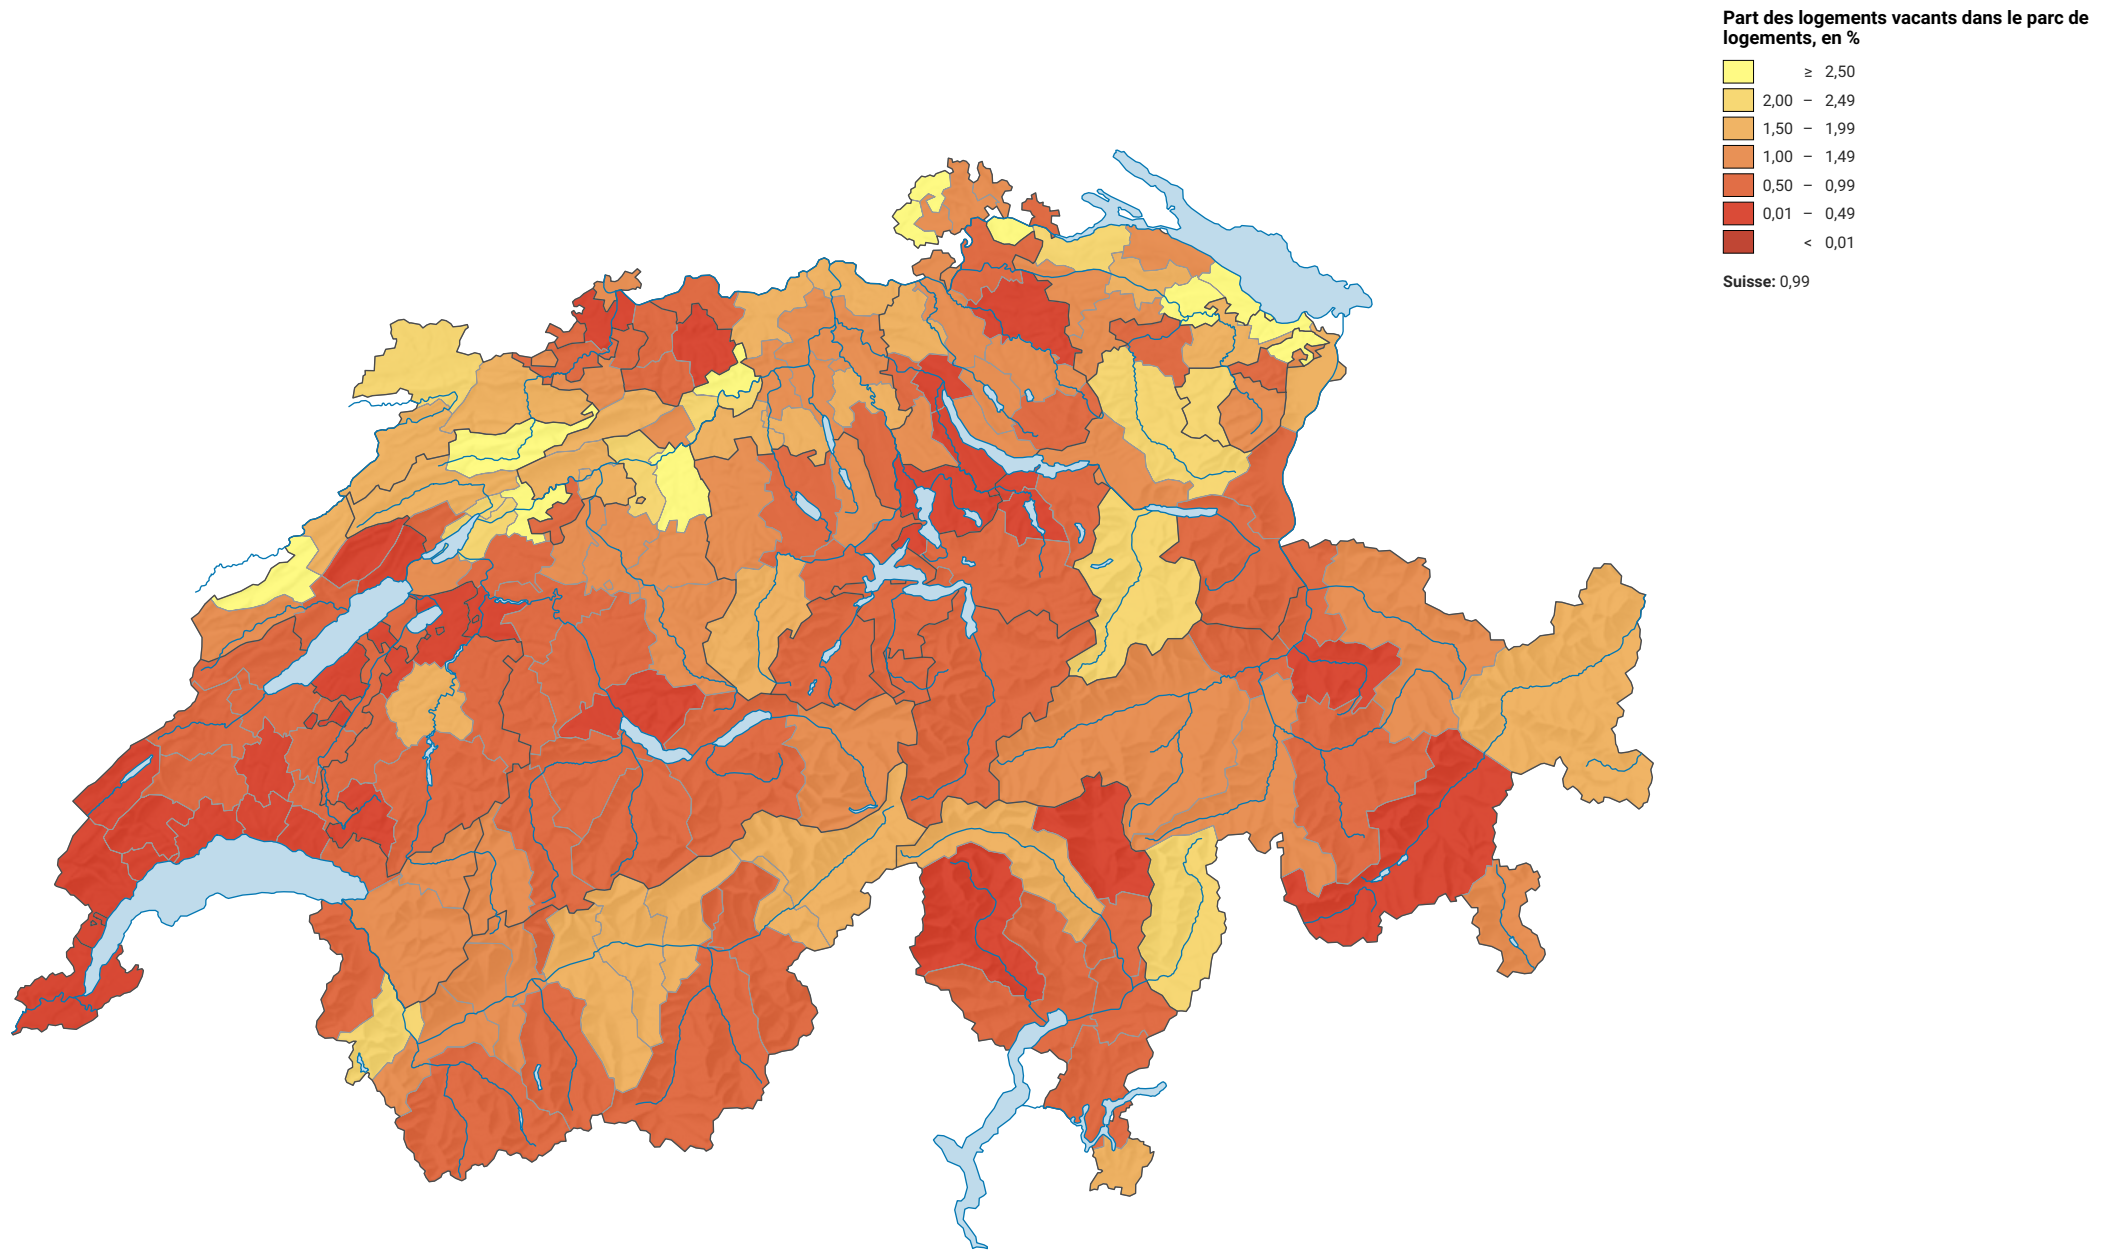 Part des logements vacants dans le parc de
logements, en %
≥ 2,50
2,00 – 2,49
1,50 – 1,99
1,00 – 1,49
0,50 – 0,99
0,01 – 0,49
< 0,01
Suisse: 0,99